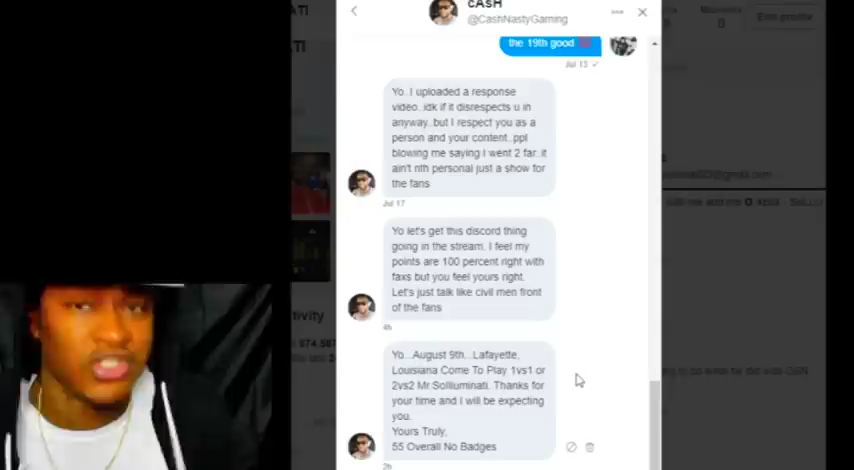 cASH
@CashNastyGaming
Edit profile
the 19th good
Jul 13
Yo..I uploaded a response
video..idk if it disrespects u in
anyway..but I respect you as a
person and your content..ppl
blowing me saying I went 2 far..it
ain't nth personal just a show for
the fans
Jul 17
Yo let's get this discord thing
going in the stream. I feel my
points are 100 percent right with
faxs but you feel yours right.
Let's just talk like civil men front
of the fans
4h
Yo...August 9th...Lafayette,
Louisiana Come To Play 1vs1 or
2vs2 Mr.Solliuminati. Thanks for
your time and I will be expecting
you.
Yours Truly,
55 Overall No Badges
2h